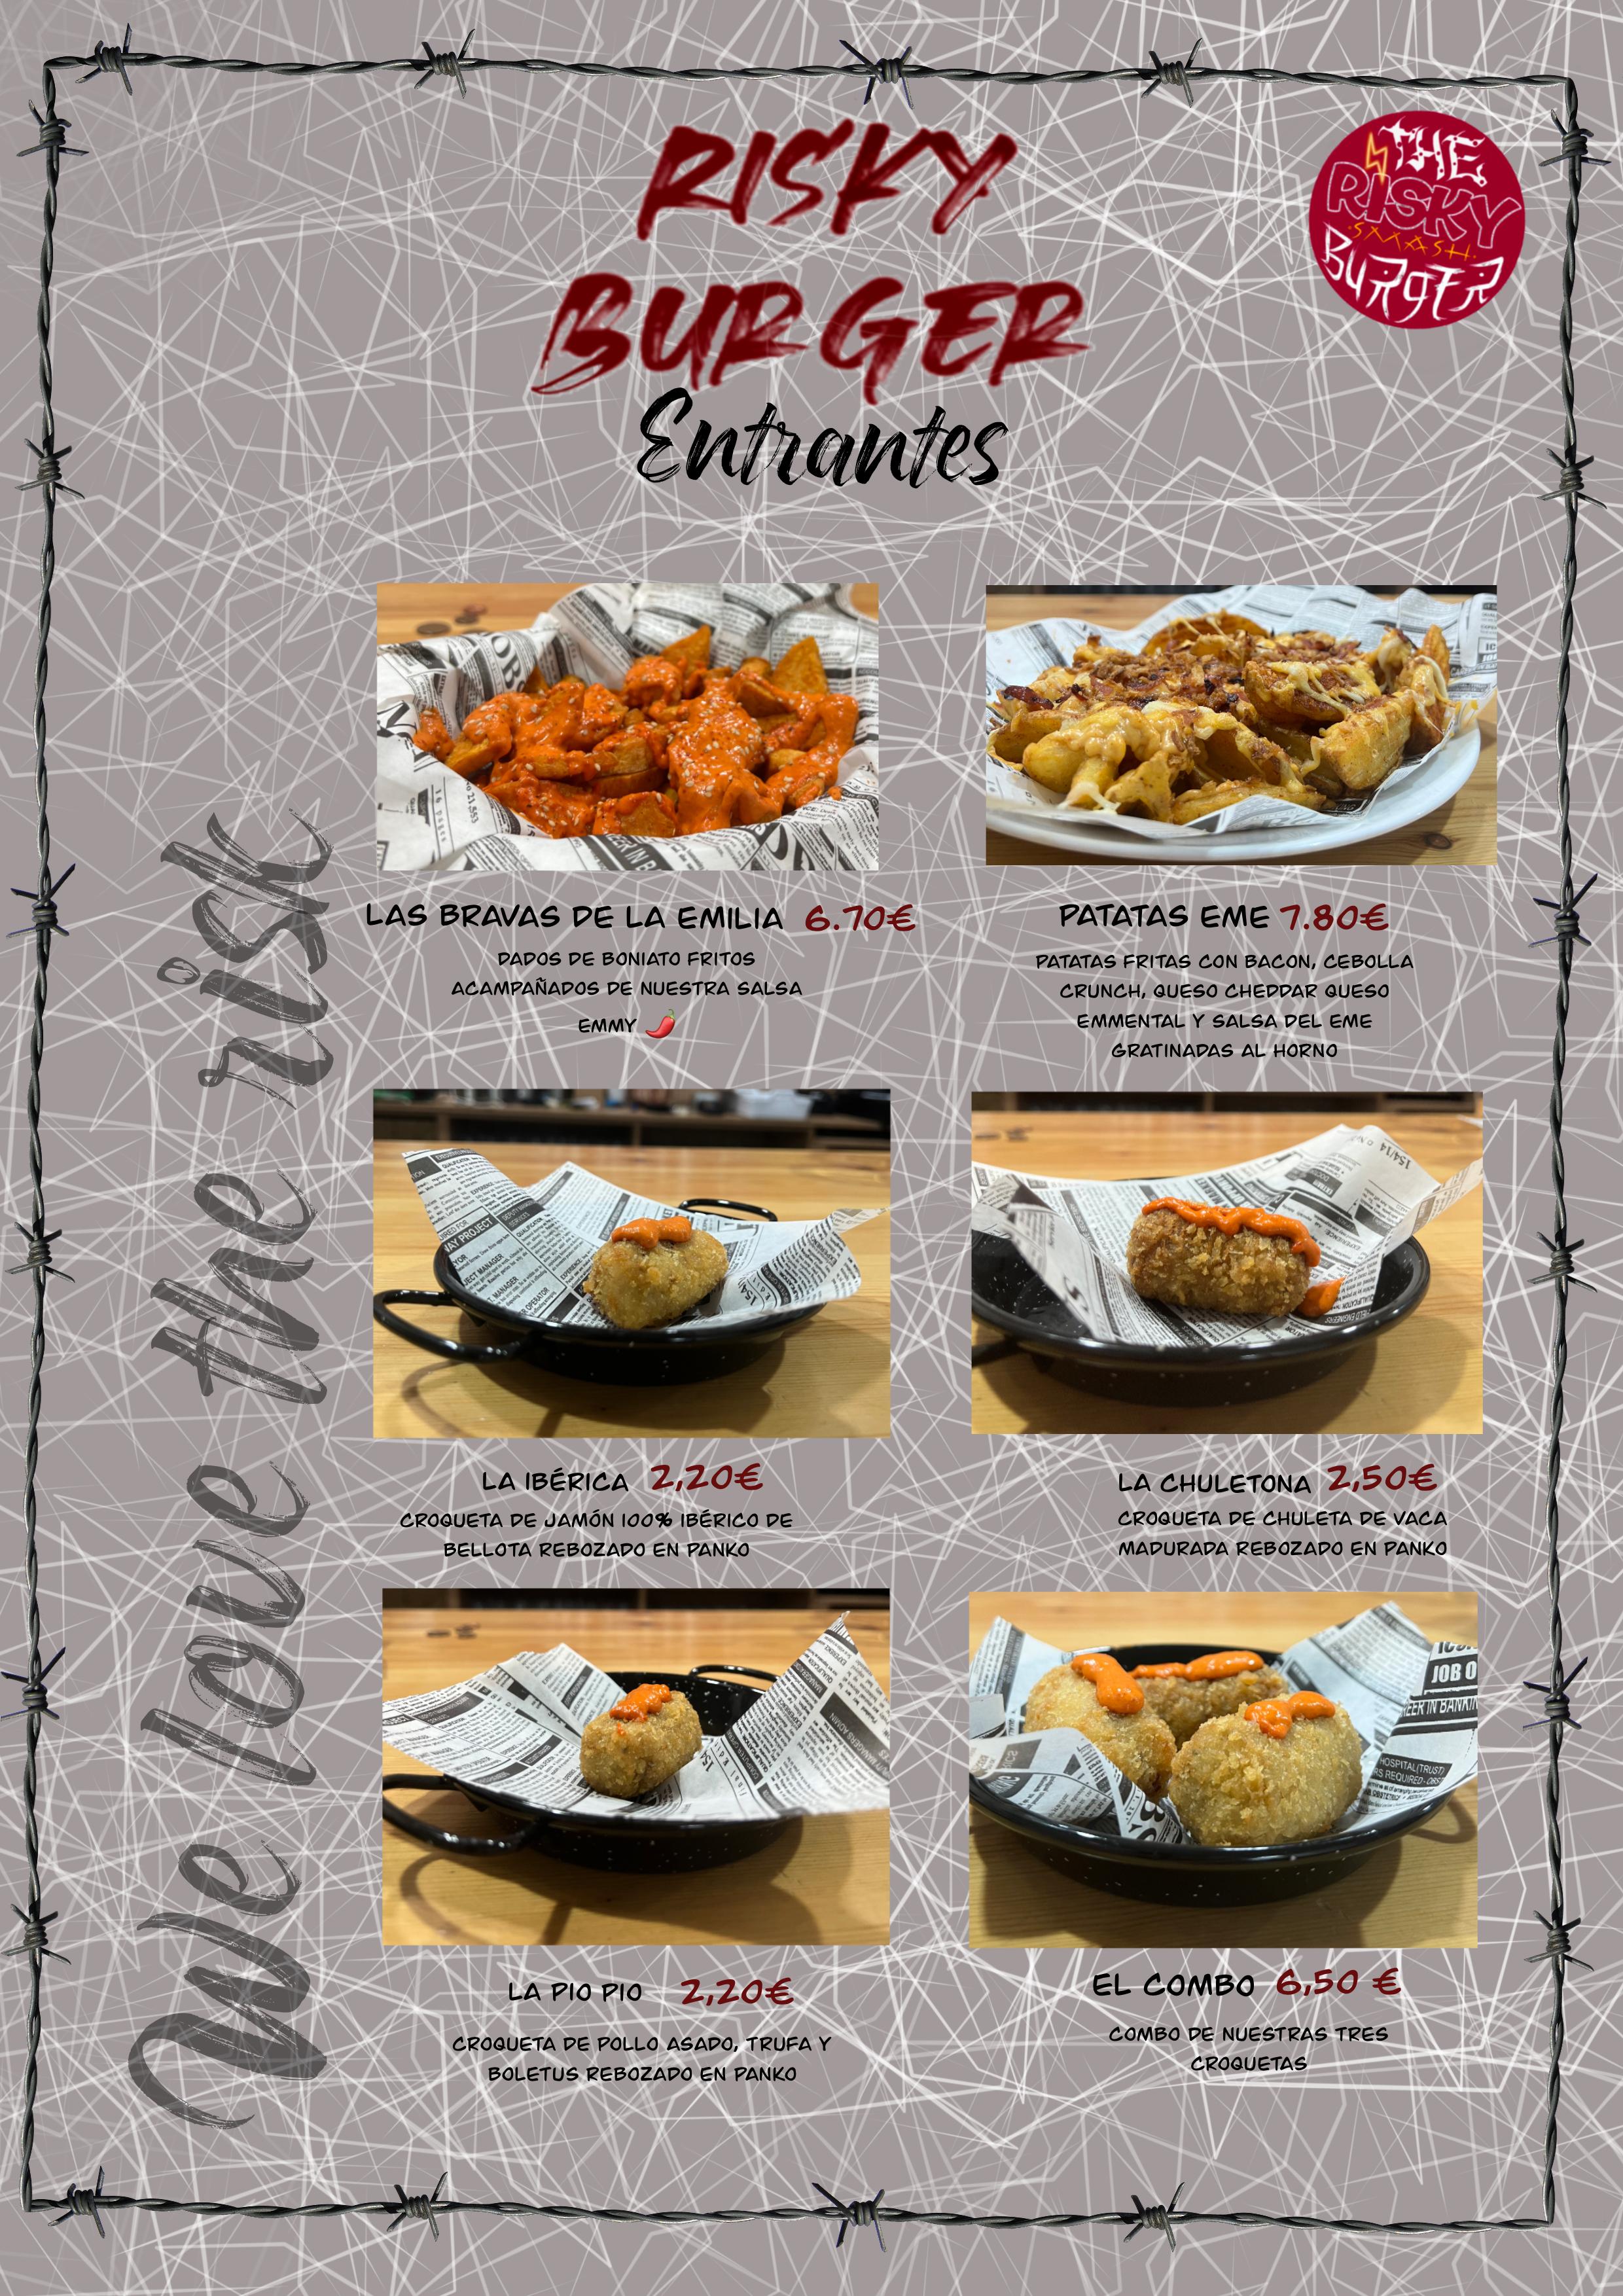 RISKY
BURGER
Entrantes
THE
RISKY
SMASH
BURGER
We love the risk
LAS BRAVAS DE LA EMILIA 6.70€
DADOS DE BONIATO FRITOS
ACAMPAÑADOS DE NUESTRA SALSA
EMMY
PATATAS EME 7.80€
PATATAS FRITAS CON BACON, CEBOLLA
CRUNCH, QUESO CHEDDAR QUESO
EMMENTAL Y SALSA DEL EME
GRATINADAS AL HORNO
LA IBÉRICA 2,20€
CROQUETA DE JAMÓN 100% IBÉRICO DE
BELLOTA REBOZADO EN PANKO
LA CHULETONA 2,50€
CROQUETA DE CHULETA DE VACA
MADURADA REBOZADO EN PANKO
LA PIO PIO 2,20€
CROQUETA DE POLLO ASADO, TRUFA Y
BOLETUS REBOZADO EN PANKO
EL COMBO 6,50 €
COMBO DE NUESTRAS TRES
CROQUETAS